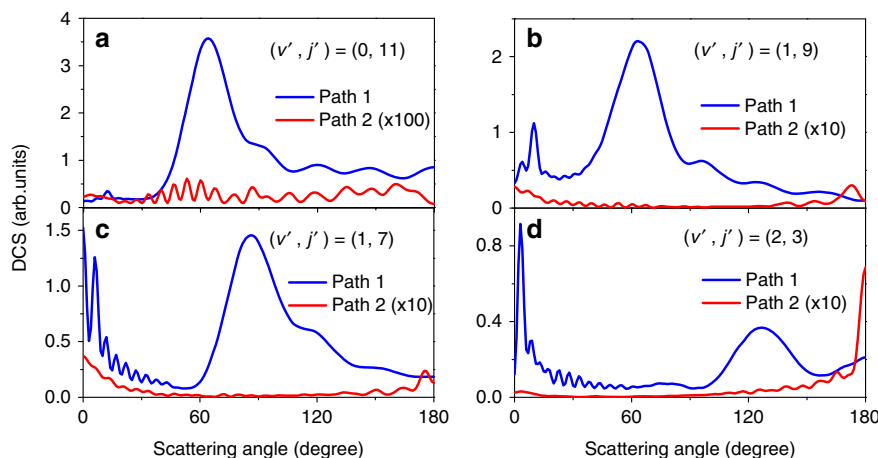 4
3
2
1
0
a
(v′, j′) = (0, 11)
Path 1
Path 2 (x100)
2
1
0
b
(v′, j′) = (1, 9)
Path 1
Path 2 (x10)
DCS (arb.units)
1.5
1.0
0.5
0.0
c
(v′, j′) = (1, 7)
Path 1
Path 2 (x10)
0 60 120 180
Scattering angle (degree)
0.8
0.4
0.0
d
(v′, j′) = (2, 3)
Path 1
Path 2 (x10)
0 60 120 180
Scattering angle (degree)